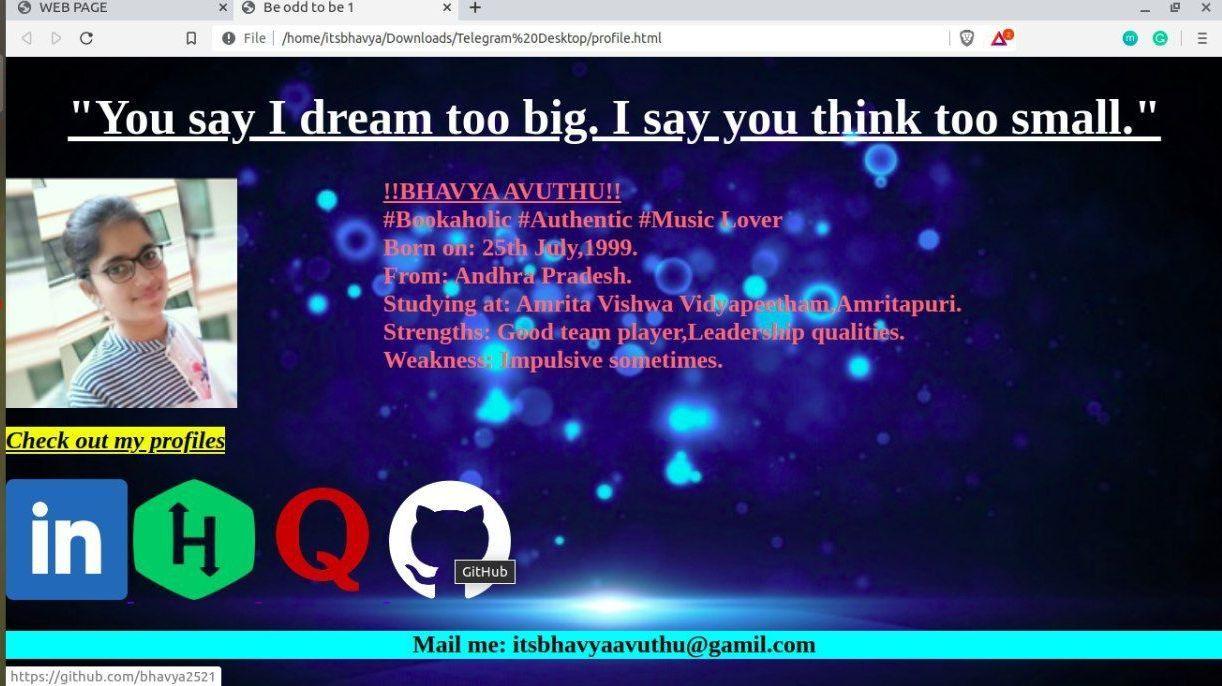 WEB PAGE
Be odd to be 1
File
/home/itsbhavya/Downloads/Telegram%20Desktop/profile.html
2
m
G
"You say I dream too big. I say you think too small."
!!BHAVYA AVUTHU!!
#Bookaholic #Authentic #Music Lover
Born on: 25th July,1999.
From: Andhra Pradesh.
Studying at: Amrita Vishwa Vidyapeetham,Amritapuri.
Strengths: Good team player,Leadership qualities.
Weakness: Impulsive sometimes.
Check out my profiles
in
H
Q
GitHub
Mail me: itsbhavyaavuthu@gamil.com
https://github.com/bhavya2521